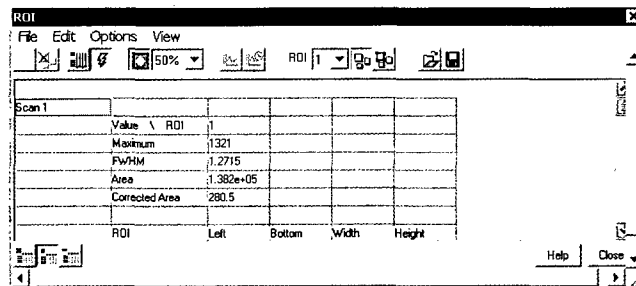 ROI
File Edit Options View
50% ROI 1
Scan 1
Value \ ROI 1
Maximum 1321
FWHM 1.2715
Area 1.382e+05
Corrected Area 280.5
ROI Left Bottom Width Height
Help Close